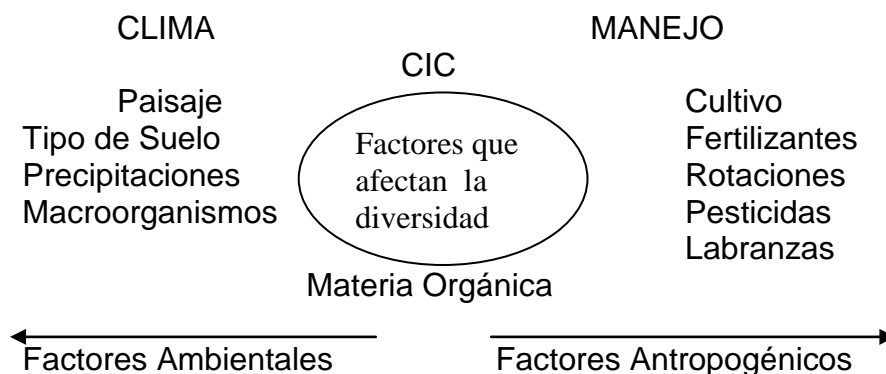 CLIMA
MANEJO
CIC
Paisaje
Tipo de Suelo
Precipitaciones
Macroorganismos
Factores que
afectan la
diversidad
Cultivo
Fertilizantes
Rotaciones
Pesticidas
Labranzas
Materia Orgánica
Factores Ambientales
Factores Antropogénicos